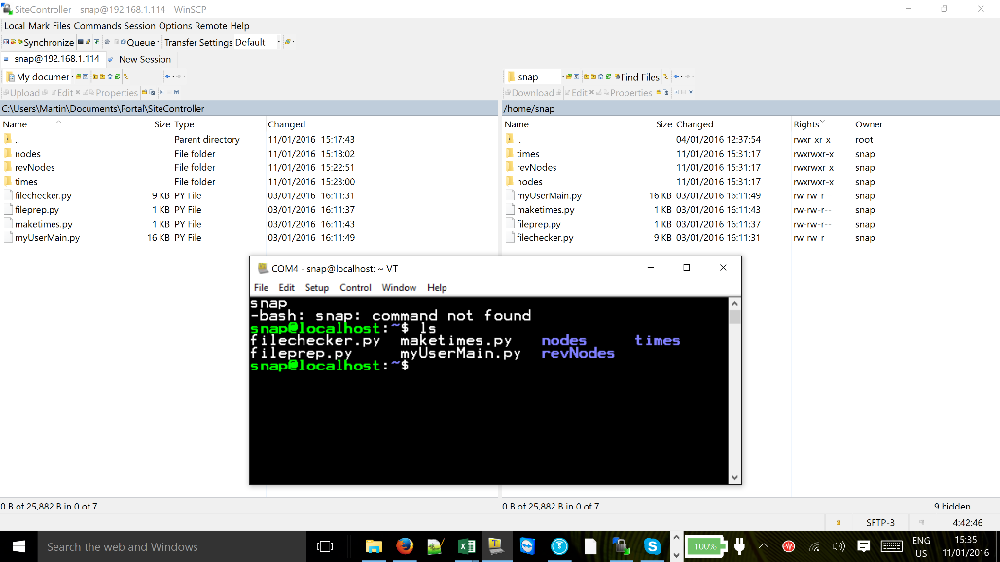 SiteController snap@192.168.1.114 WinSCP
Local Mark Files Commands Session Options Remote Help
Synchronize Queue Transfer Settings Default
snap@192.168.1.114 New Session
My documer snap Find Files
Upload Edit Properties Download Edit Properties
C:\Users\Martin\Documents\Portal\SiteController /home/snap
Name Size Type Changed Name Size Changed Rights Owner
.. Parent directory 11/01/2016 15:17:43 .. 04/01/2016 12:37:54 rwxr xr x root
nodes File folder 11/01/2016 15:18:02 times 11/01/2016 15:31:17 rwxrwxr-x snap
revNodes File folder 11/01/2016 15:22:51 revNodes 11/01/2016 15:31:17 rwxrwxr x snap
times File folder 11/01/2016 15:23:00 nodes 11/01/2016 15:31:17 rwxrwxr-x snap
filechecker.py 9 KB PY File 03/01/2016 16:11:31 myUserMain.py 16 KB 03/01/2016 16:11:49 rw rw r snap
fileprep.py 1 KB PY File 03/01/2016 16:11:37 maketimes.py 1 KB 03/01/2016 16:11:43 rw-rw-r-- snap
maketimes.py 1 KB PY File 03/01/2016 16:11:43 fileprep.py 1 KB 03/01/2016 16:11:37 rw-rw-r-- snap
myUserMain.py 16 KB PY File 03/01/2016 16:11:49 filechecker.py 9 KB 03/01/2016 16:11:31 rw rw r snap
COM4 - snap@localhost: ~ VT
File Edit Setup Control Window Help
snap
-bash: snap: command not found
snap@localhost:~$ ls
filechecker.py maketimes.py nodes times
fileprep.py myUserMain.py revNodes
snap@localhost:~$
0 B of 25,882 B in 0 of 7 0 B of 25,882 B in 0 of 7 9 hidden
SFTP-3 4:42:46
Search the web and Windows 100% ENG 15:35
US 11/01/2016